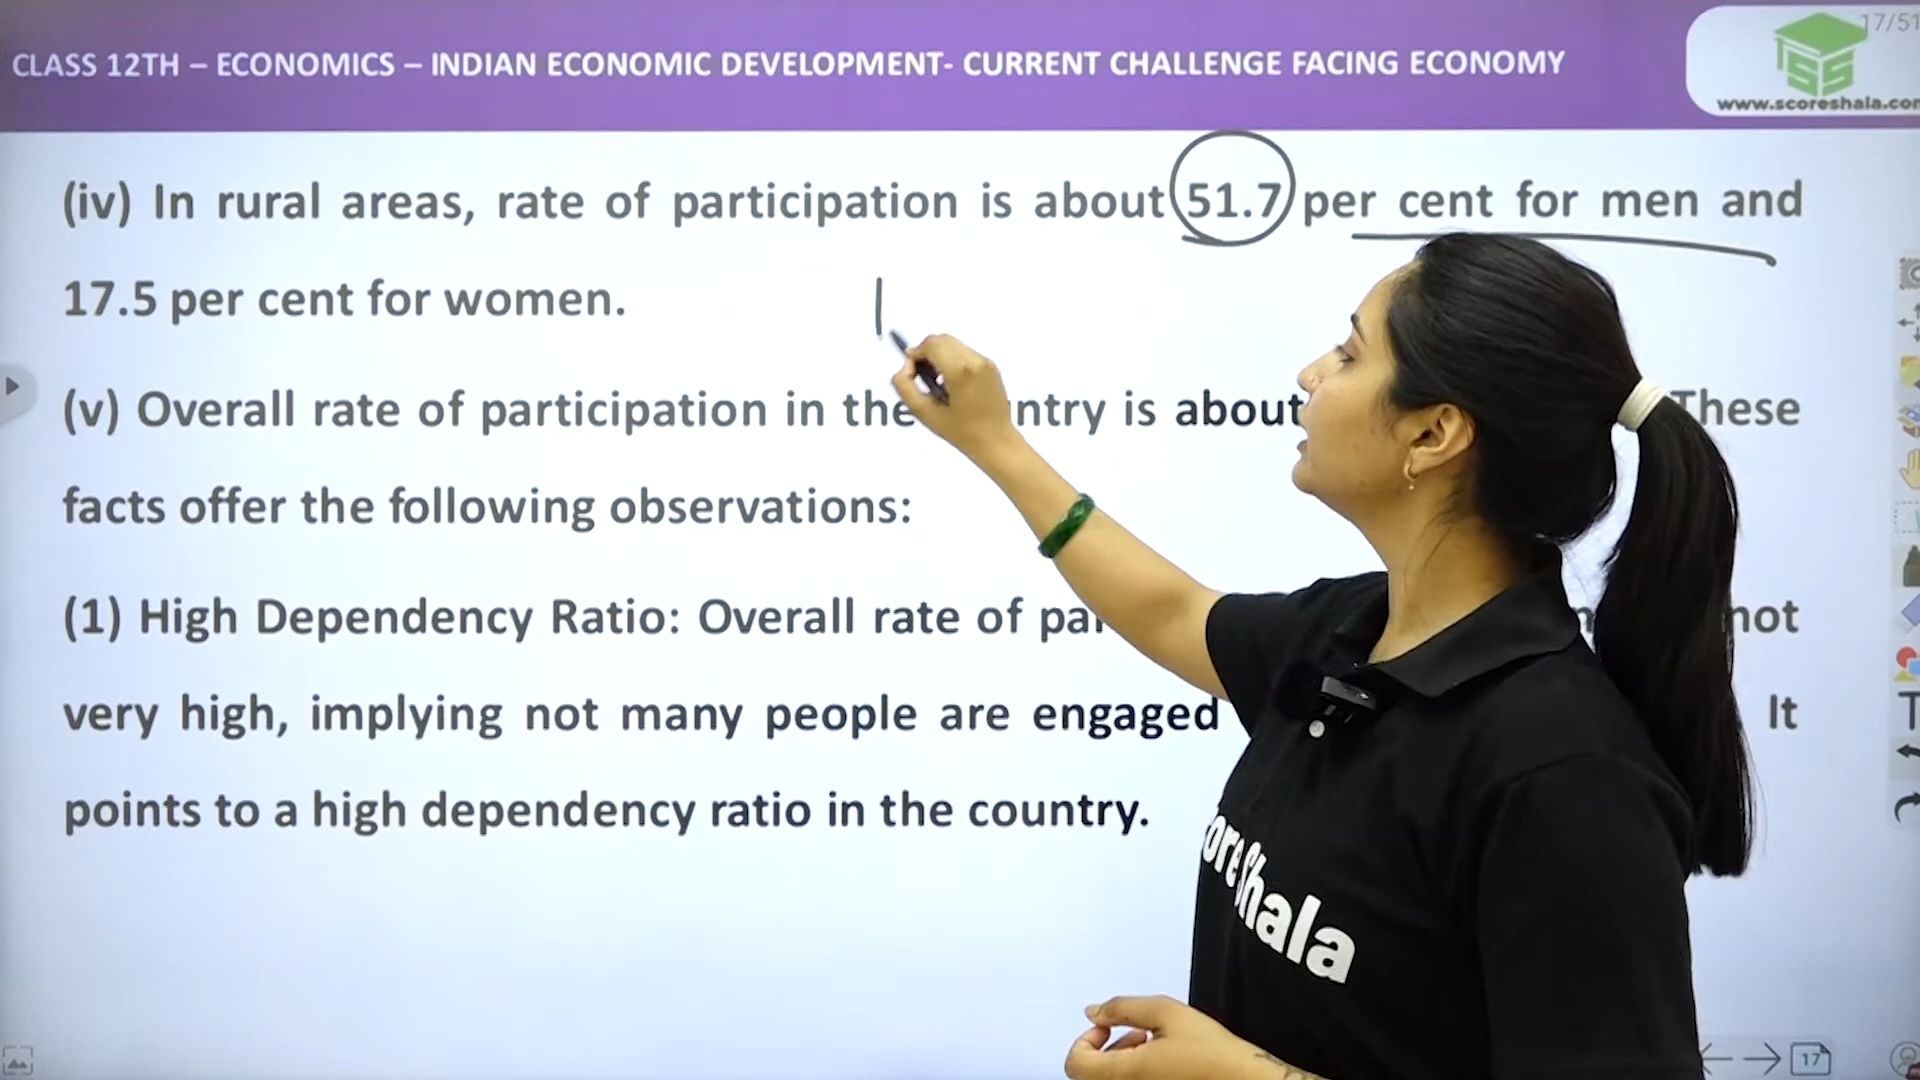 CLASS 12TH – ECONOMICS – INDIAN ECONOMIC DEVELOPMENT- CURRENT CHALLENGE FACING ECONOMY
17/51
www.scoreshala.com
(iv) In rural areas, rate of participation is about 51.7 per cent for men and
17.5 per cent for women.
(v) Overall rate of participation in the is about These
facts offer the following observations:
(1) High Dependency Ratio: Overall rate of not
very high, implying not many people are engaged It
points to a high dependency ratio in the country.
Shala
17